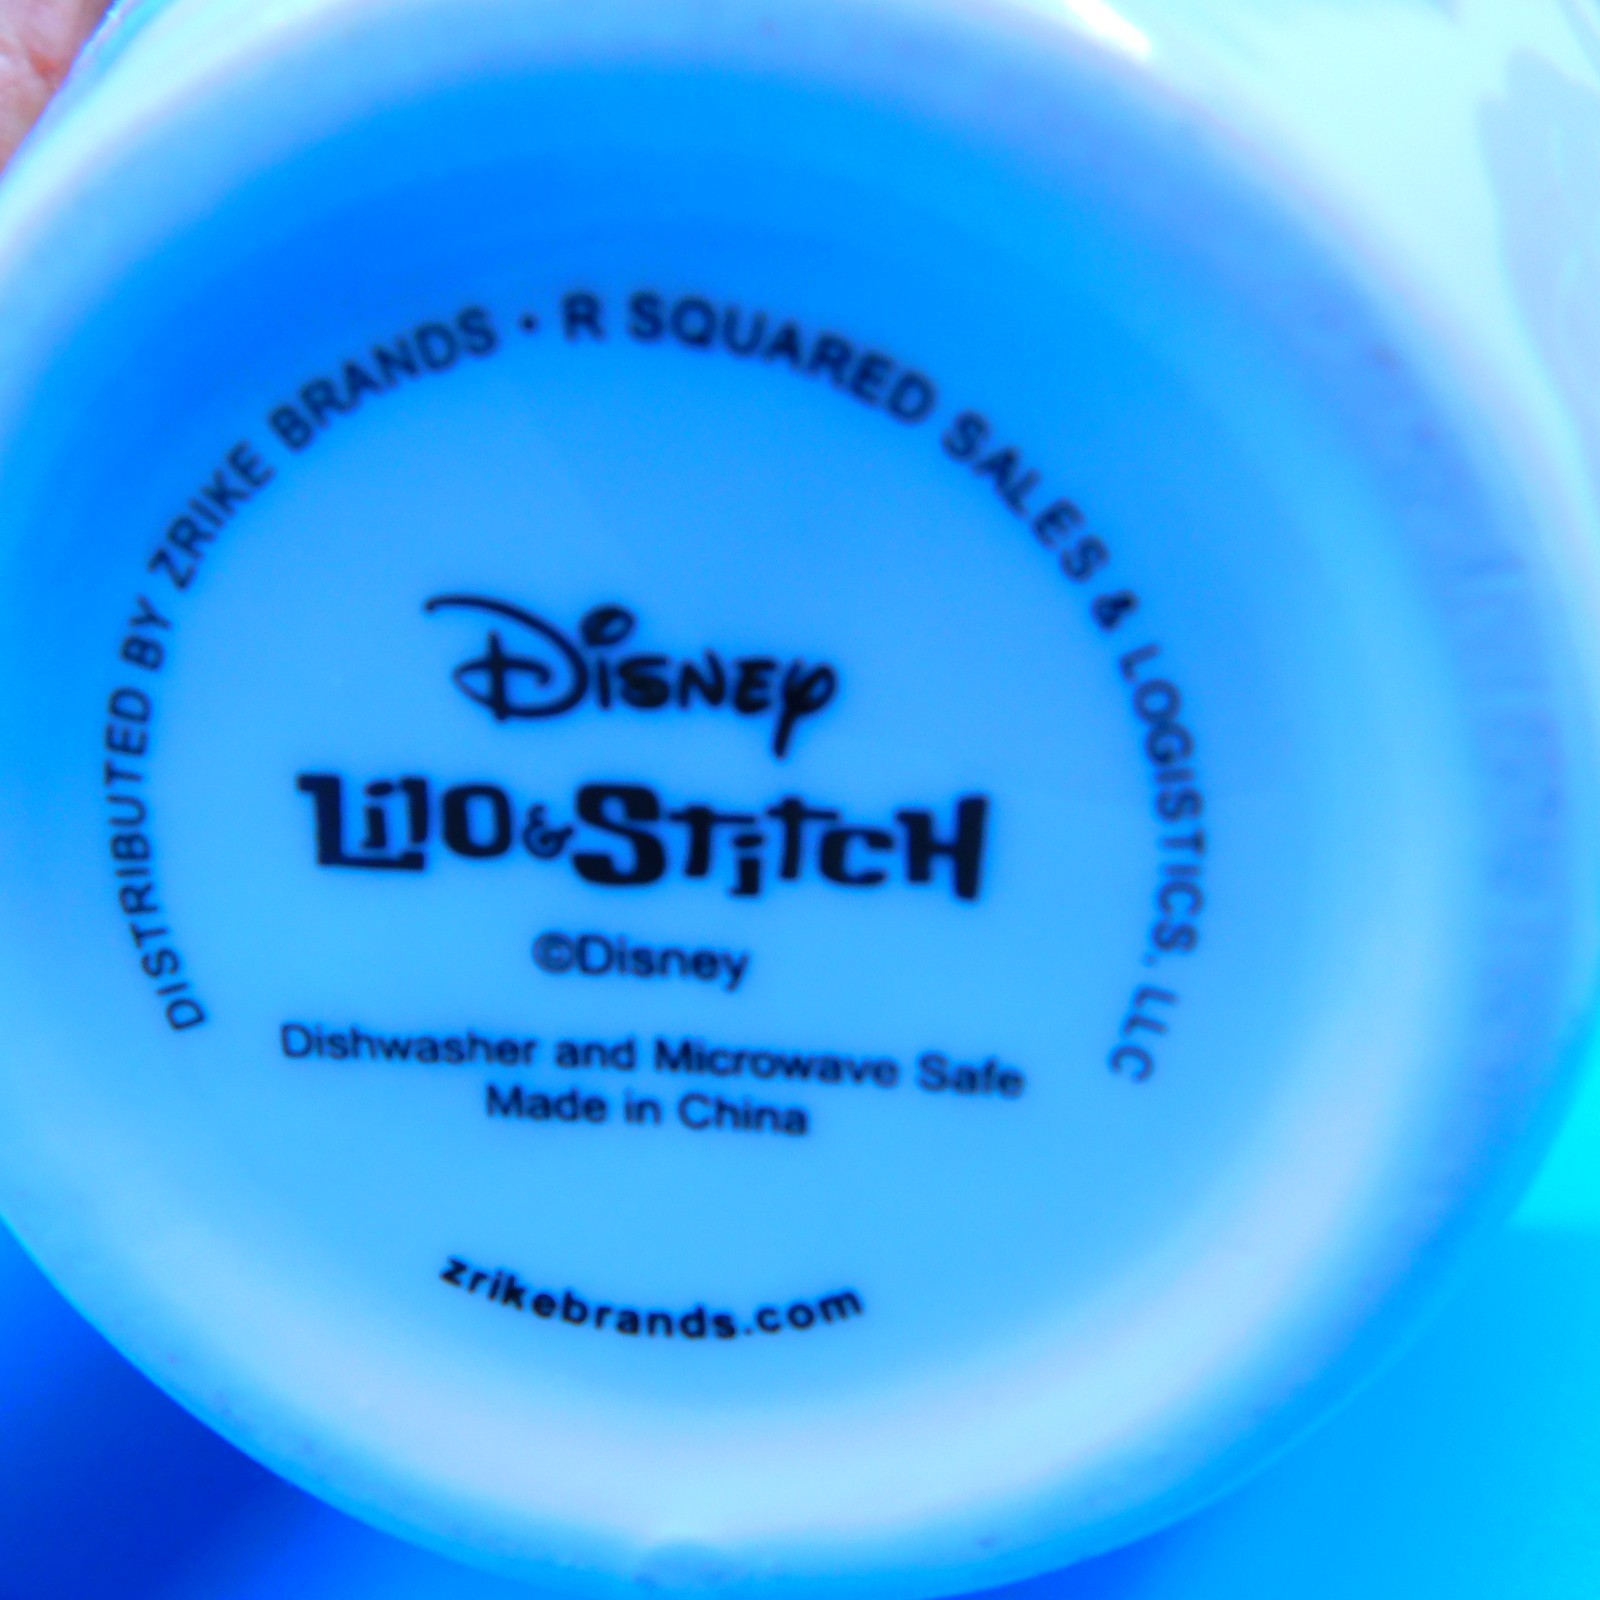 DISTRIBUTED BY ZRIKE BRANDS • R SQUARED SALES & LOGISTICS, LLC
Disney
Lilo & Stitch
©Disney
Dishwasher and Microwave Safe
Made in China
zrikebrands.com